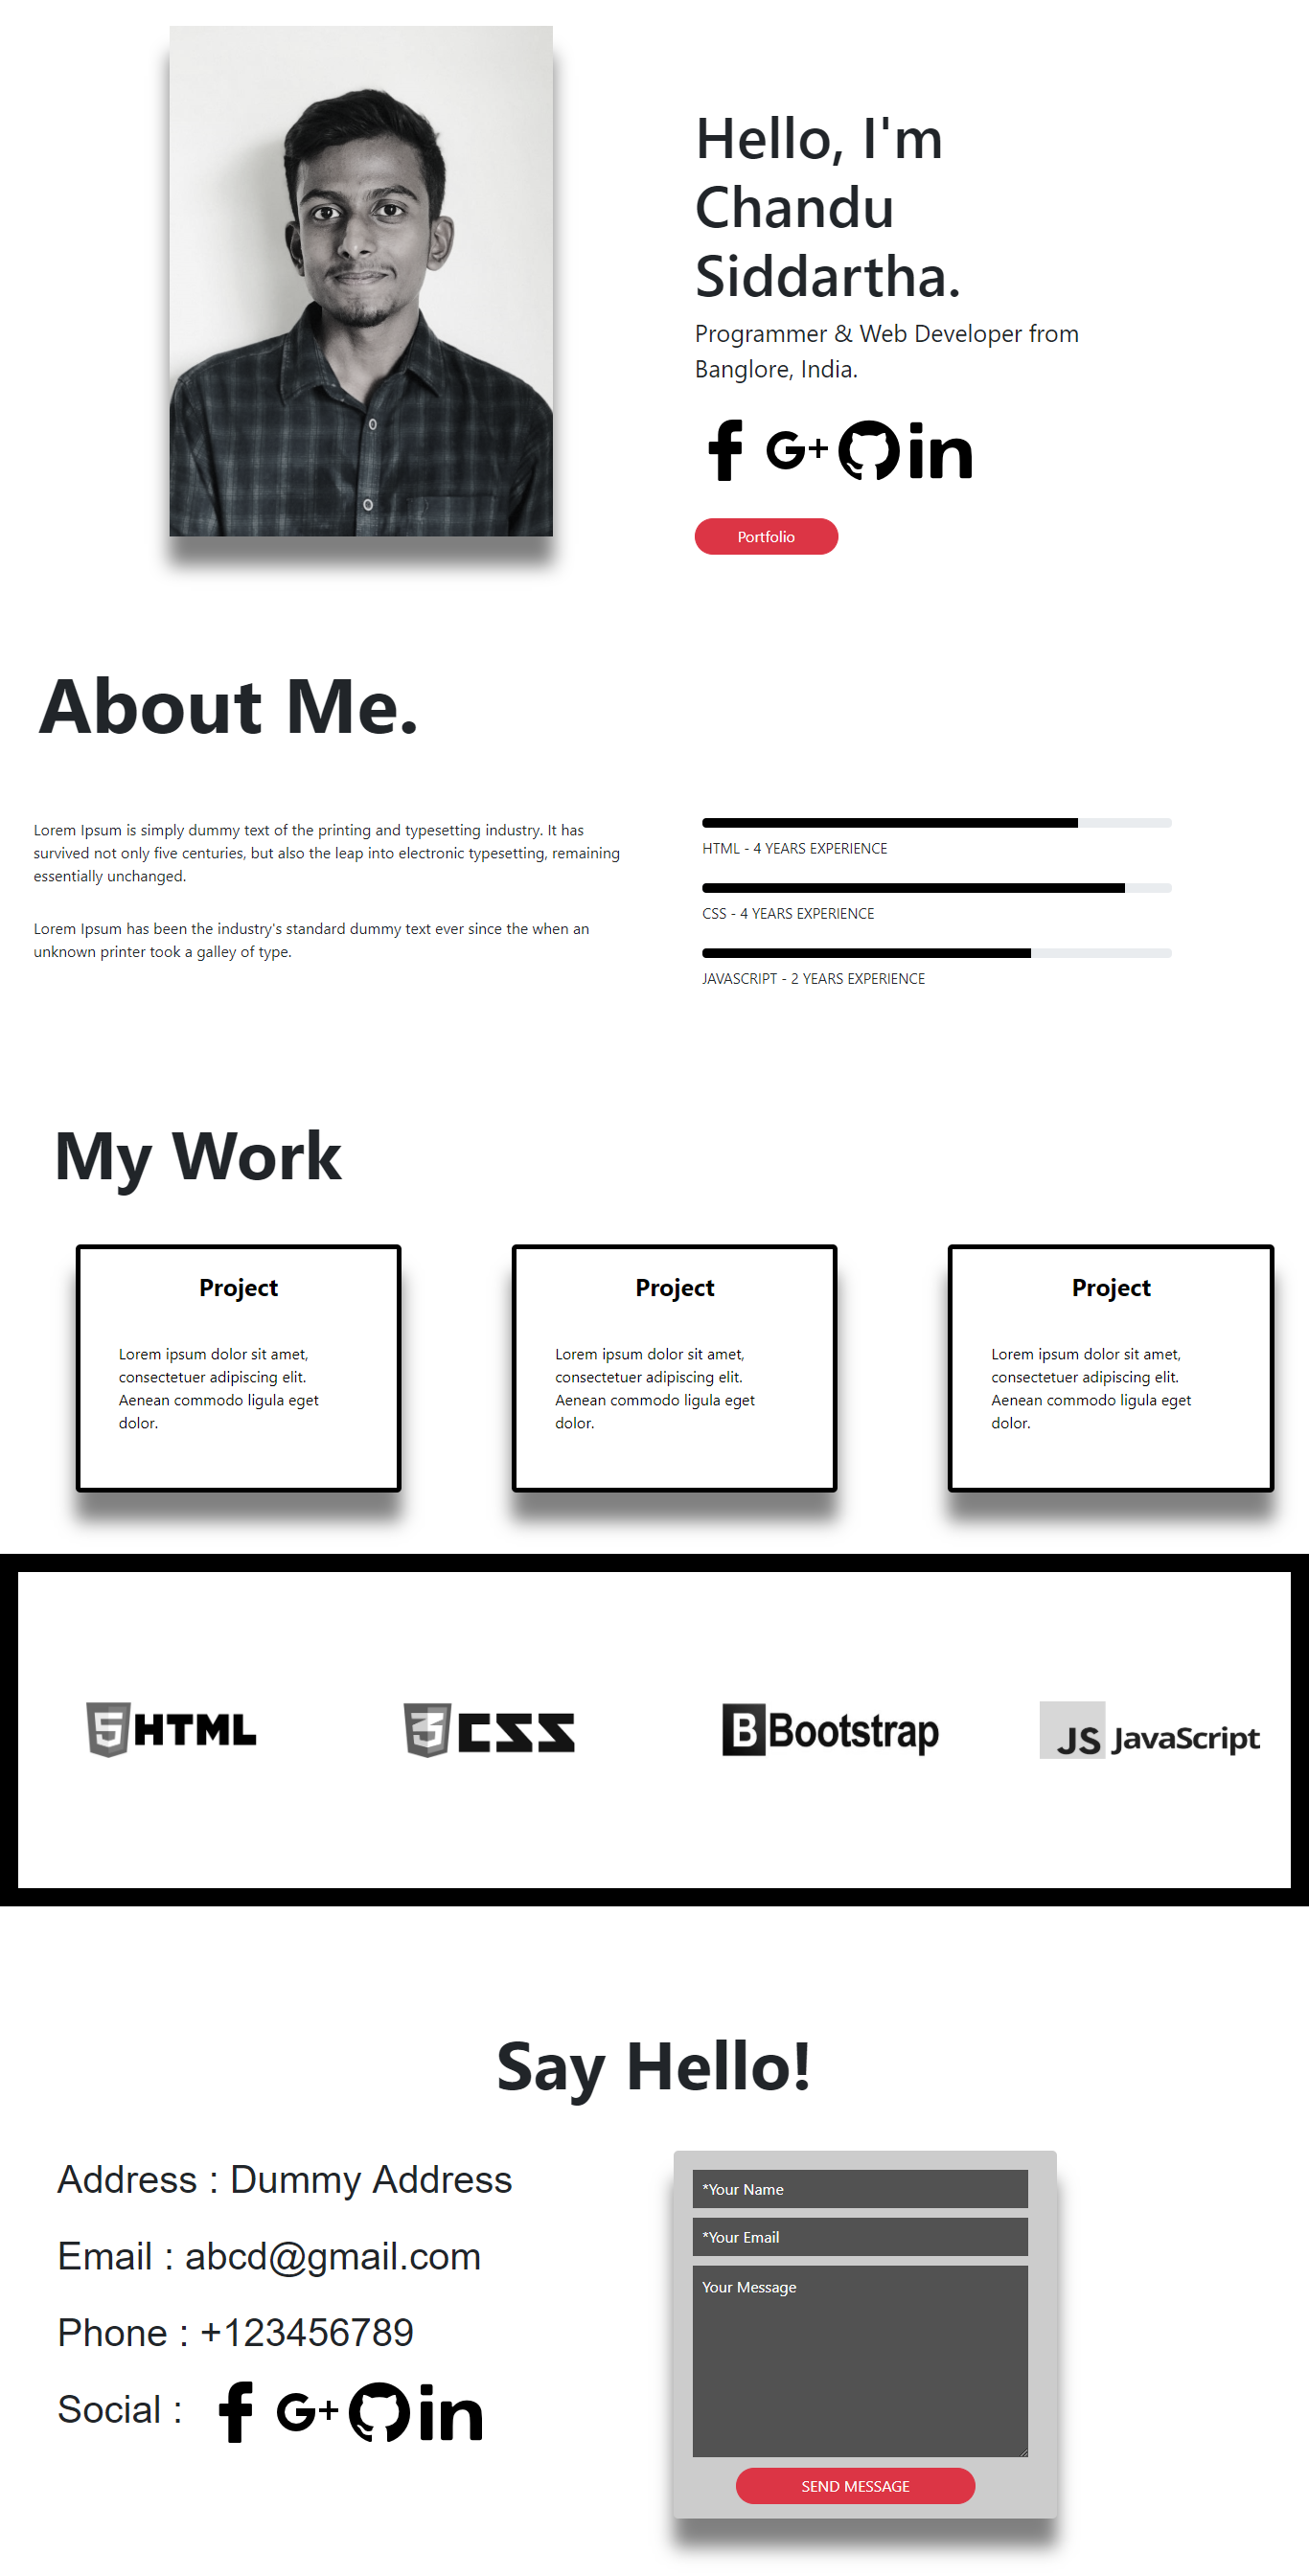 Hello, I'm
Chandu
Siddartha.
Programmer & Web Developer from
Banglore, India.
f G+ in
Portfolio
About Me.
Lorem Ipsum is simply dummy text of the printing and typesetting industry. It has
survived not only five centuries, but also the leap into electronic typesetting, remaining
essentially unchanged.
Lorem Ipsum has been the industry's standard dummy text ever since the when an
unknown printer took a galley of type.
HTML - 4 YEARS EXPERIENCE
CSS - 4 YEARS EXPERIENCE
JAVASCRIPT - 2 YEARS EXPERIENCE
My Work
Project
Lorem ipsum dolor sit amet,
consectetuer adipiscing elit.
Aenean commodo ligula eget
dolor.
Project
Lorem ipsum dolor sit amet,
consectetuer adipiscing elit.
Aenean commodo ligula eget
dolor.
Project
Lorem ipsum dolor sit amet,
consectetuer adipiscing elit.
Aenean commodo ligula eget
dolor.
5 HTML
3 CSS
B Bootstrap
JS JavaScript
Say Hello!
Address : Dummy Address
Email : abcd@gmail.com
Phone : +123456789
Social : f G+ in
*Your Name
*Your Email
Your Message
SEND MESSAGE